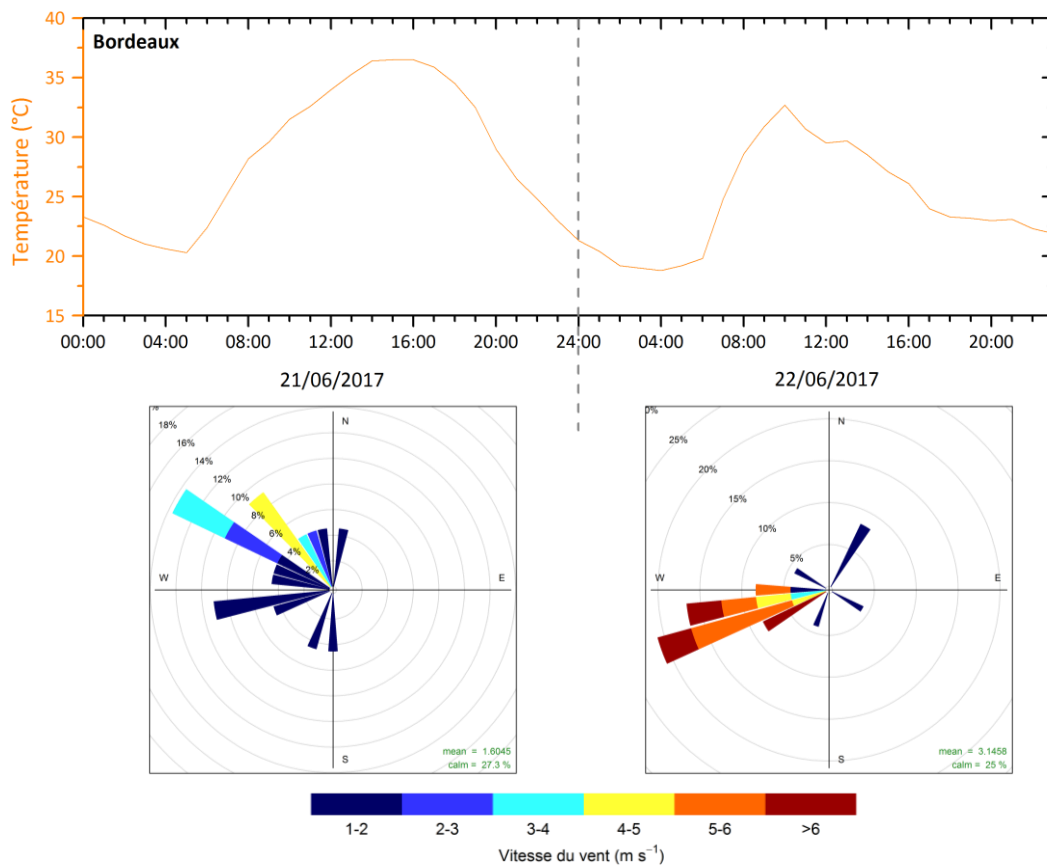 40
Bordeaux
35
30
25
20
15
Température (°C)
00:00 04:00 08:00 12:00 16:00 20:00 24:00 04:00 08:00 12:00 16:00 20:00
21/06/2017 22/06/2017
%
18%
16%
14%
12%
10%
8%
6%
4%
2%
N
W
E
S
mean = 1.6045
calm = 27.3 %
0%
25%
20%
15%
10%
5%
N
W
E
S
mean = 3.1458
calm = 25 %
1-2 2-3 3-4 4-5 5-6 >6
Vitesse du vent (m s⁻¹)